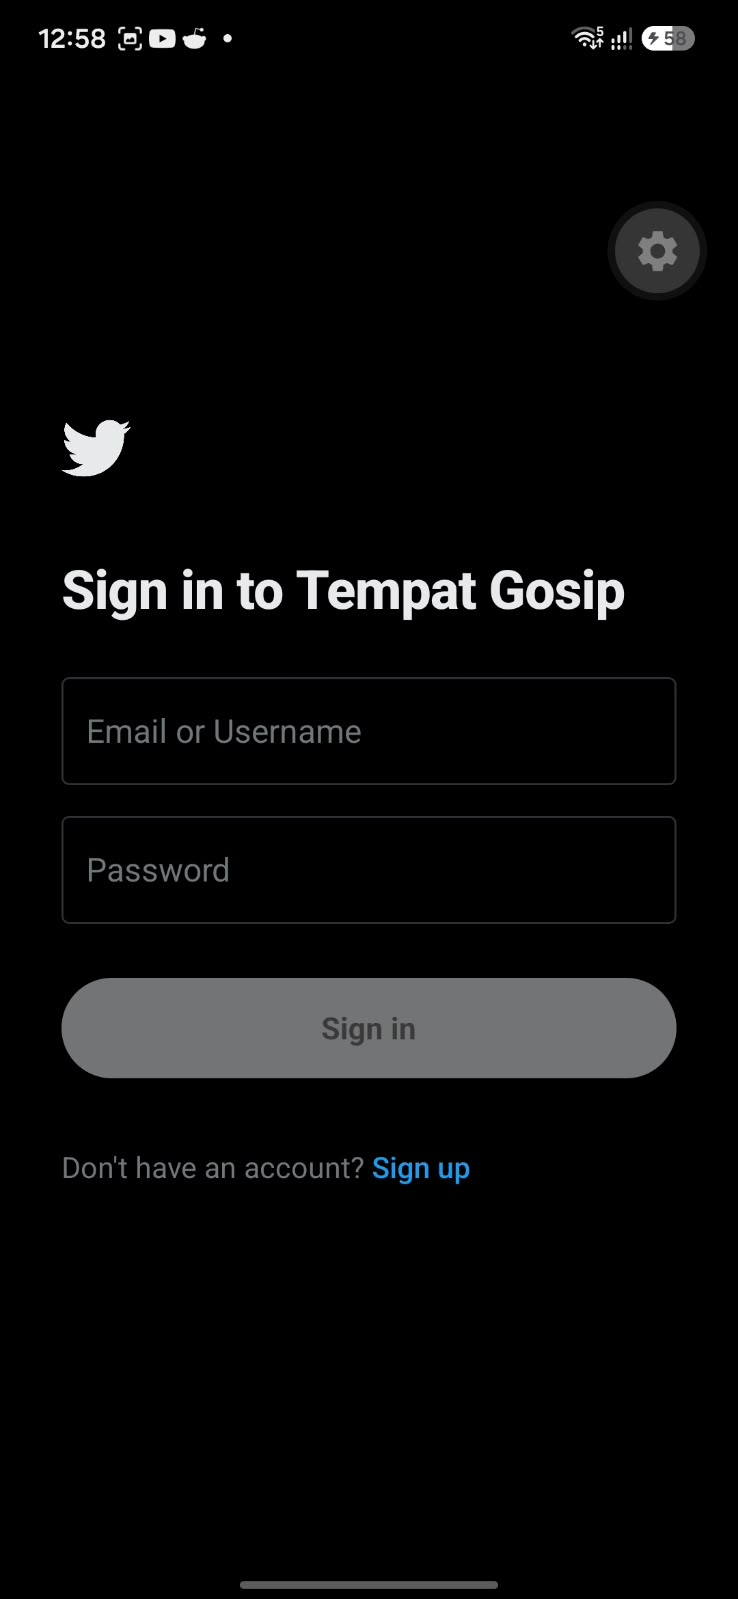 12:58
5
58
Sign in to Tempat Gosip
Email or Username
Password
Sign in
Don't have an account? Sign up